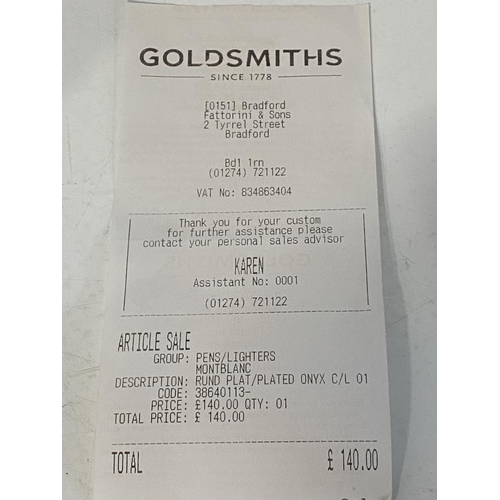 GOLDSMITHS
SINCE 1778
[0151] Bradford
Fattorini & Sons
2 Tyrrel Street
Bradford
Bd1 1rn
(01274) 721122
VAT No: 834863404
Thank you for your custom
for further assistance please
contact your personal sales advisor
KAREN
Assistant No: 0001
(01274) 721122
ARTICLE SALE
GROUP: PENS/LIGHTERS
MONTBLANC
DESCRIPTION: RUND PLAT/PLATED ONYX C/L 01
CODE: 38640113-
PRICE: £140.00 QTY: 01
TOTAL PRICE: £ 140.00
TOTAL £ 140.00